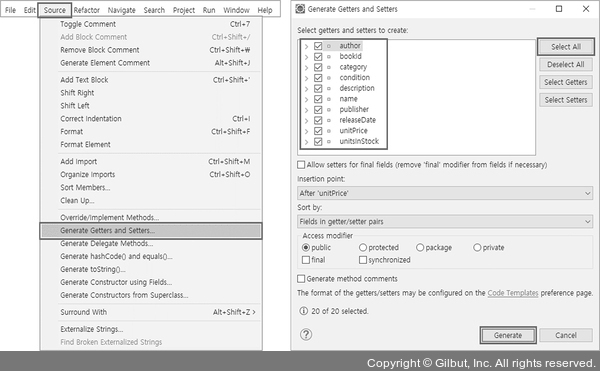 File Edit Source Refactor Navigate Search Project Run Window Help
Toggle Comment Ctrl+7
Add Block Comment Ctrl+Shift+/
Remove Block Comment Ctrl+Shift+₩
Generate Element Comment Alt+Shift+J
Add Text Block Ctrl+Shift+'
Shift Right
Shift Left
Correct Indentation Ctrl+I
Format Ctrl+Shift+F
Format Element
Add Import Ctrl+Shift+M
Organize Imports Ctrl+Shift+O
Sort Members...
Clean Up...
Override/Implement Methods...
Generate Getters and Setters...
Generate Delegate Methods...
Generate hashCode() and equals()...
Generate toString()...
Generate Constructor using Fields...
Generate Constructors from Superclass...
Surround With Alt+Shift+Z >
Externalize Strings...
Find Broken Externalized Strings
Generate Getters and Setters
Select getters and setters to create:
author
bookId
category
condition
description
name
publisher
releaseDate
unitPrice
unitsInStock
Select All
Deselect All
Select Getters
Select Setters
Allow setters for final fields (remove 'final' modifier from fields if necessary)
Insertion point:
After 'unitPrice'
Sort by:
Fields in getter/setter pairs
Access modifier
public protected package private
final synchronized
Generate method comments
The format of the getters/setters may be configured on the Code Templates preference page.
20 of 20 selected.
Generate Cancel
Copyright © Gilbut, Inc. All rights reserved.